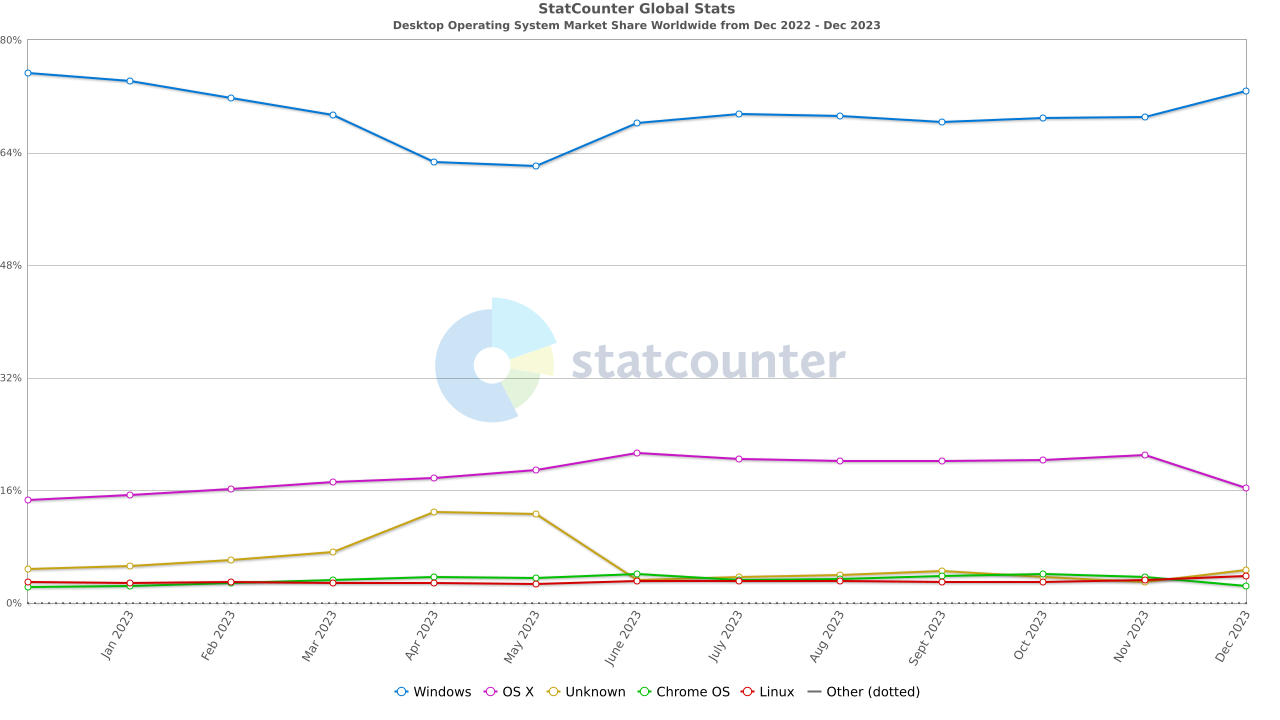 StatCounter Global Stats
Desktop Operating System Market Share Worldwide from Dec 2022 - Dec 2023
80%
64%
48%
32%
16%
0%
statcounter
Jan 2023
Feb 2023
Mar 2023
Apr 2023
May 2023
June 2023
July 2023
Aug 2023
Sept 2023
Oct 2023
Nov 2023
Dec 2023
Windows OS X Unknown Chrome OS Linux Other (dotted)